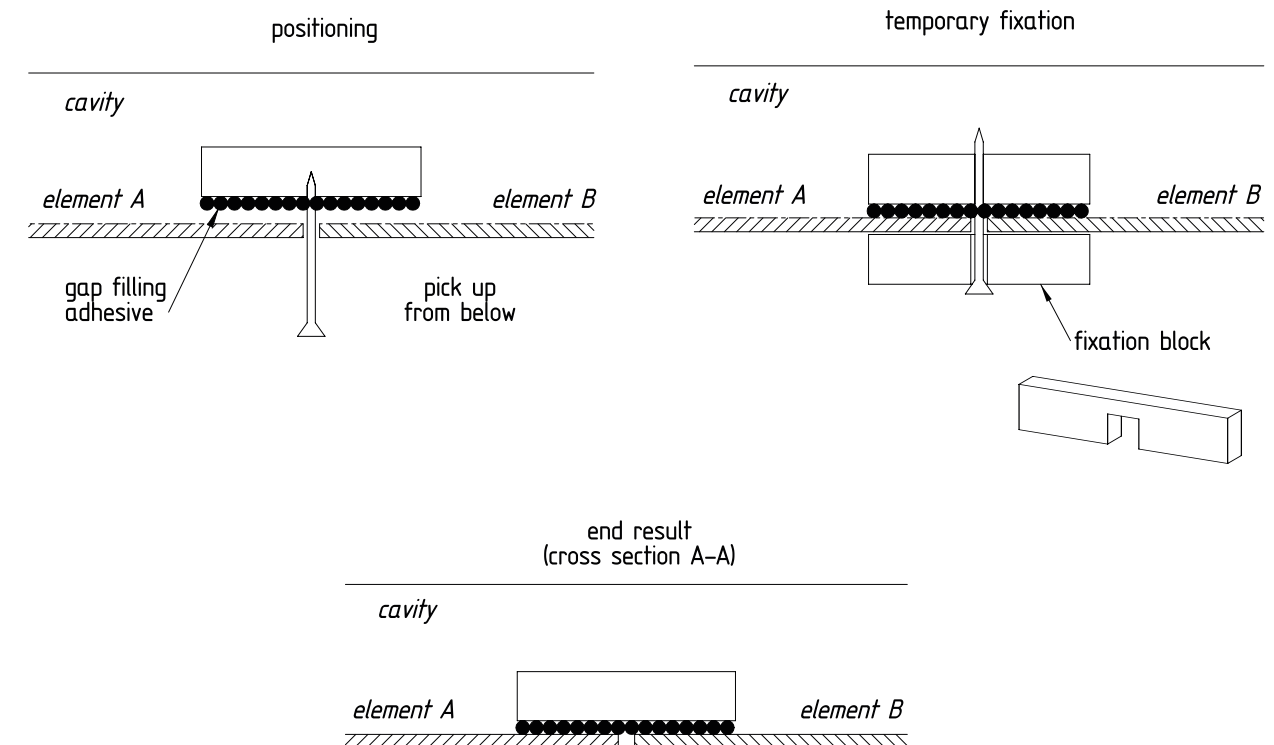 positioning
cavity
element A
element B
gap filling
adhesive
pick up
from below
temporary fixation
cavity
element A
element B
fixation block
end result
(cross section A-A)
cavity
element A
element B